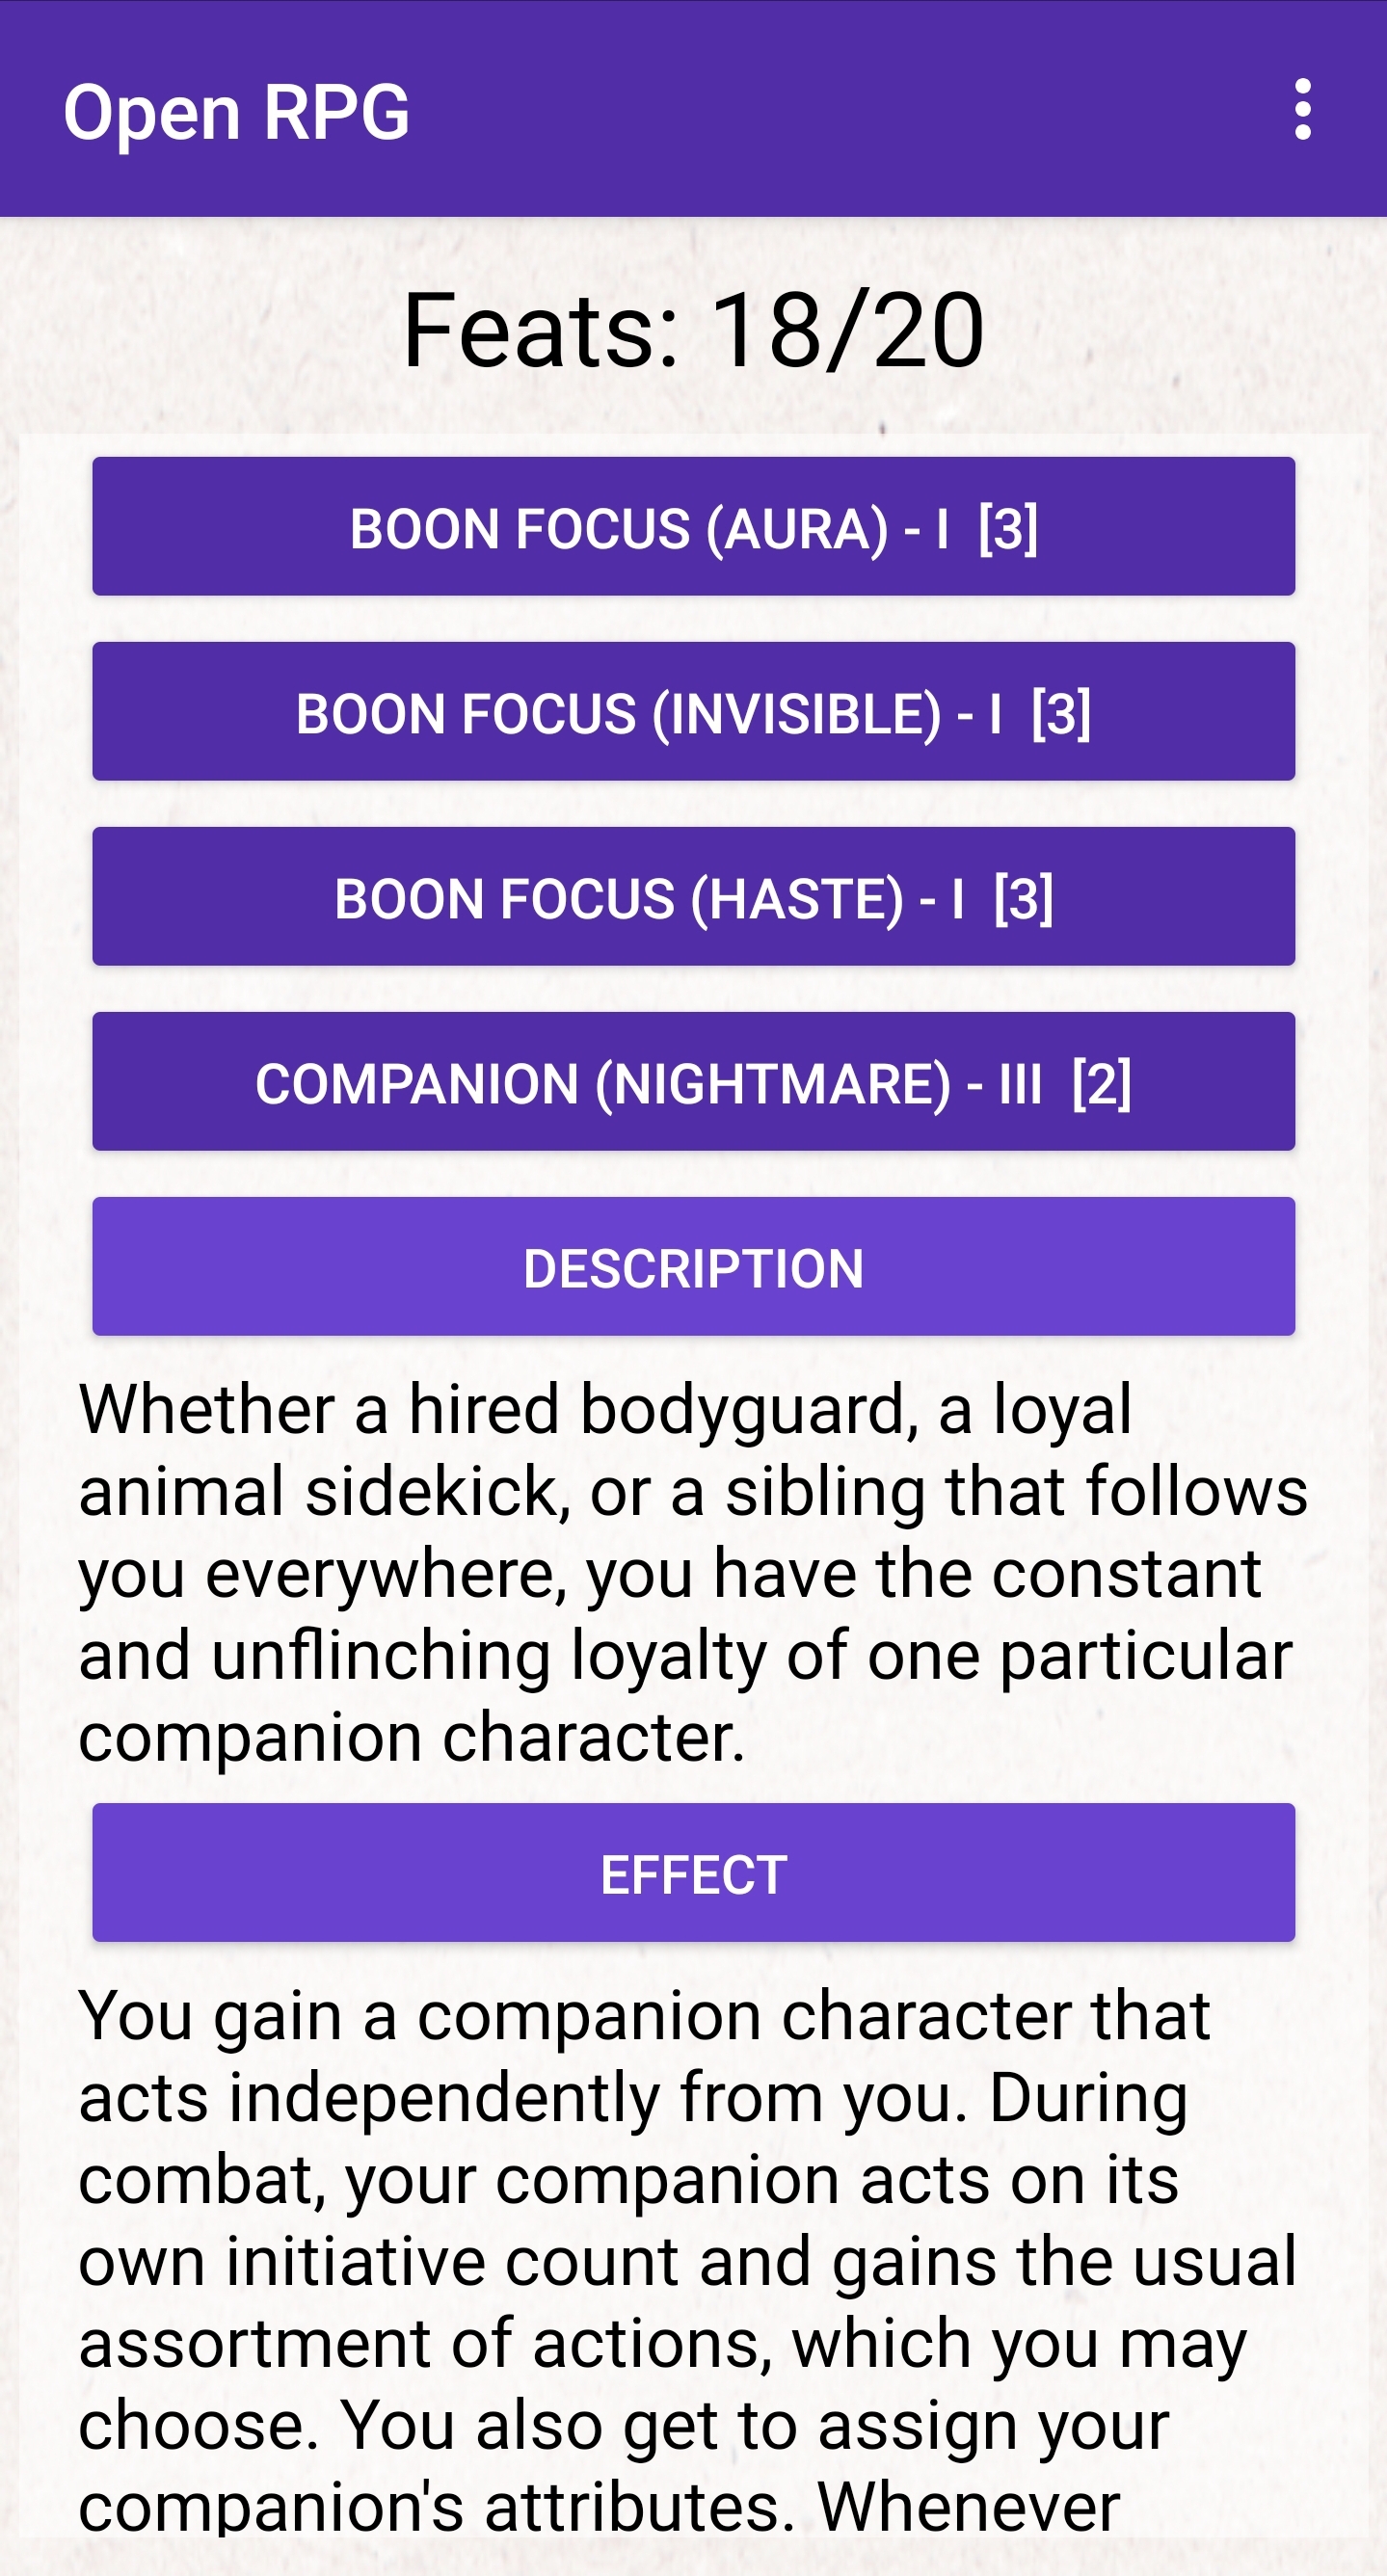 Open RPG
Feats: 18/20
BOON FOCUS (AURA) - I [3]
BOON FOCUS (INVISIBLE) - I [3]
BOON FOCUS (HASTE) - I [3]
COMPANION (NIGHTMARE) - III [2]
DESCRIPTION
Whether a hired bodyguard, a loyal
animal sidekick, or a sibling that follows
you everywhere, you have the constant
and unflinching loyalty of one particular
companion character.
EFFECT
You gain a companion character that
acts independently from you. During
combat, your companion acts on its
own initiative count and gains the usual
assortment of actions, which you may
choose. You also get to assign your
companion's attributes. Whenever